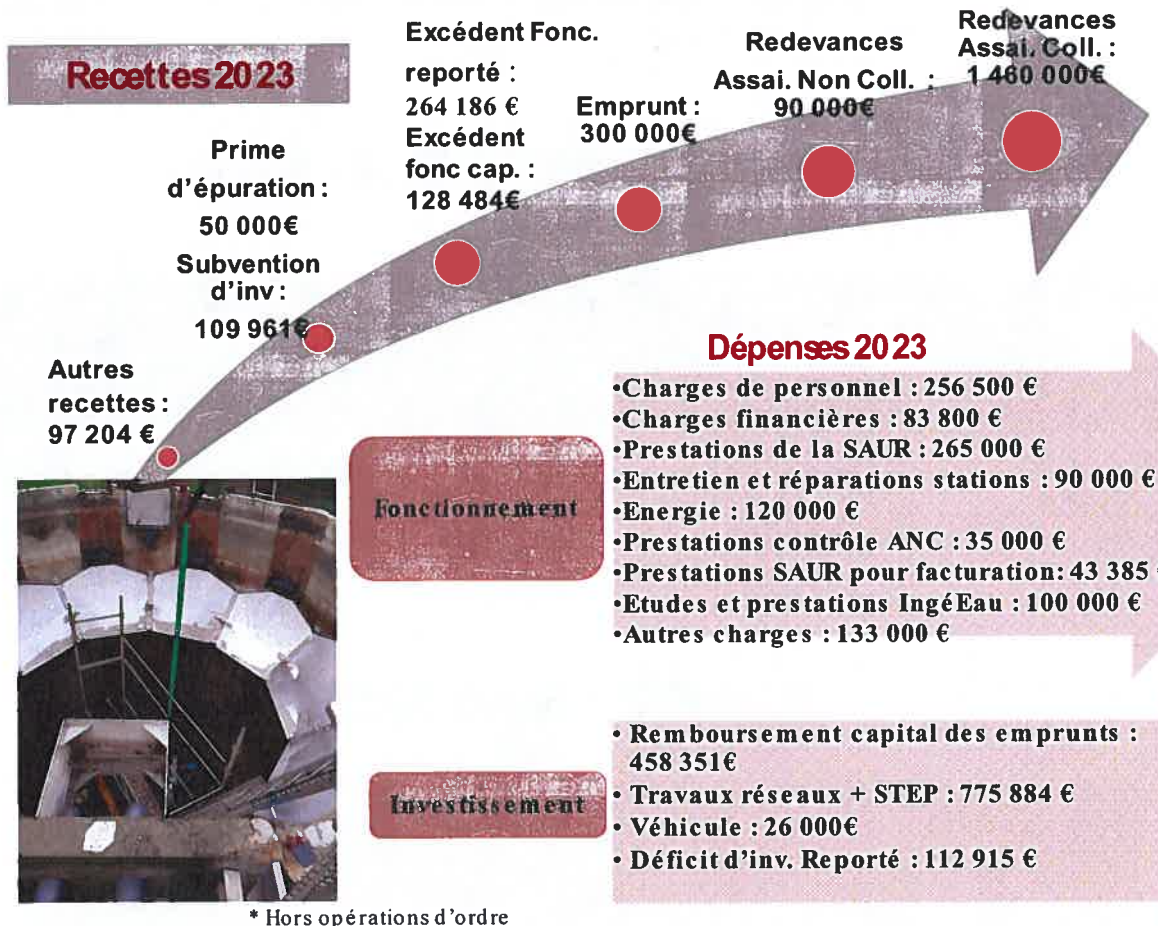 Recettes 2023
Excédent Fonc.
reporté :
264 186 €
Excédent
fonc cap. :
128 484€
Emprunt :
300 000€
Redevances
Assai. Non Coll. :
90 000€
Redevances
Assai. Coll. :
1 460 000€
Prime
d'épuration :
50 000€
Subvention
d'inv :
109 961€
Autres
recettes :
97 204 €
Dépenses 2023
Fonctionnement
•Charges de personnel : 256 500 €
•Charges financières : 83 800 €
•Prestations de la SAUR : 265 000 €
•Entretien et réparations stations : 90 000 €
•Energie : 120 000 €
•Prestations contrôle ANC : 35 000 €
•Prestations SAUR pour facturation: 43 385
•Etudes et prestations IngéEau : 100 000 €
•Autres charges : 133 000 €
Investissement
• Remboursement capital des emprunts :
458 351€
• Travaux réseaux + STEP : 775 884 €
• Véhicule : 26 000€
• Déficit d'inv. Reporté : 112 915 €
* Hors opérations d'ordre